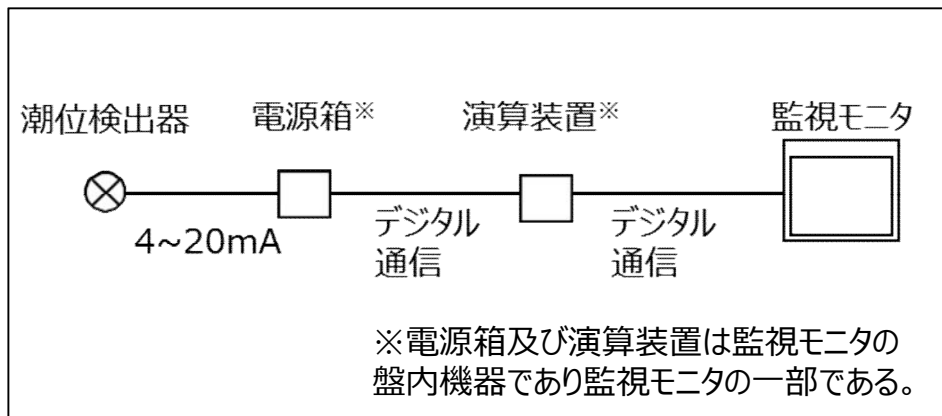 潮位検出器
電源箱※
演算装置※
監視モニタ
4~20mA
デジタル
通信
デジタル
通信
※電源箱及び演算装置は監視モニタの
盤内機器であり監視モニタの一部である。